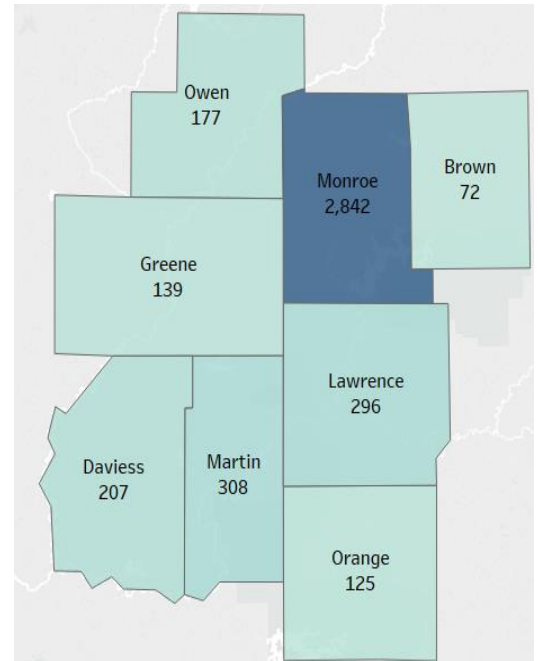 Owen
177
Monroe
2,842
Brown
72
Greene
139
Lawrence
296
Daviess
207
Martin
308
Orange
125